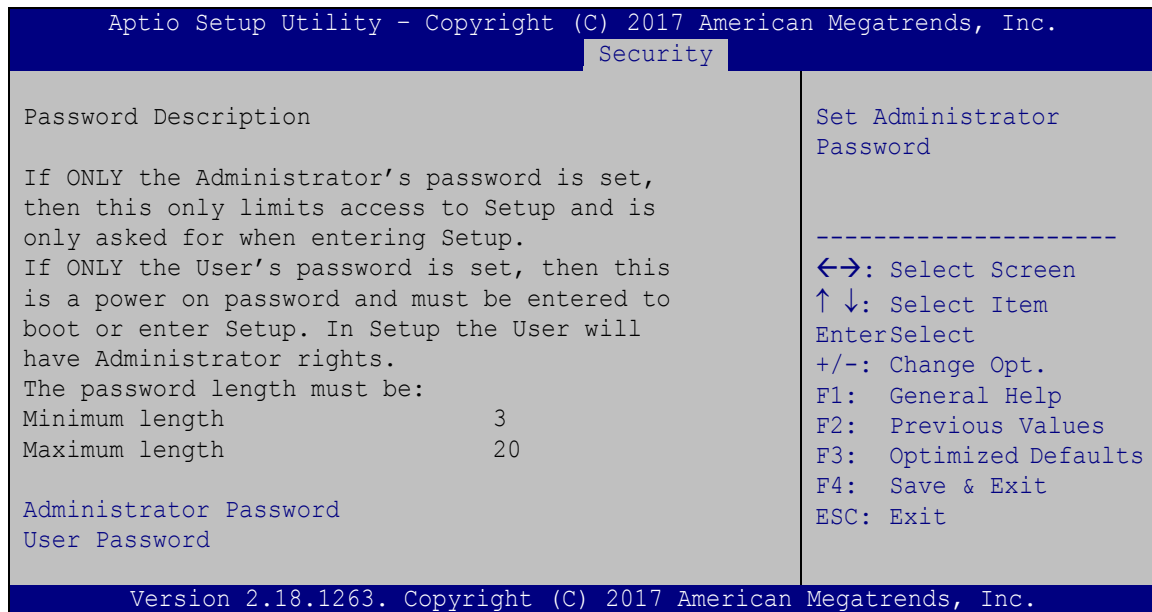 Aptio Setup Utility – Copyright (C) 2017 American Megatrends, Inc.
Security
Password Description
If ONLY the Administrator’s password is set,
then this only limits access to Setup and is
only asked for when entering Setup.
If ONLY the User’s password is set, then this
is a power on password and must be entered to
boot or enter Setup. In Setup the User will
have Administrator rights.
The password length must be:
Minimum length 3
Maximum length 20
Administrator Password
User Password
Set Administrator
Password
---------------------
←→: Select Screen
↑ ↓: Select Item
EnterSelect
+/-: Change Opt.
F1: General Help
F2: Previous Values
F3: Optimized Defaults
F4: Save & Exit
ESC: Exit
Version 2.18.1263. Copyright (C) 2017 American Megatrends, Inc.